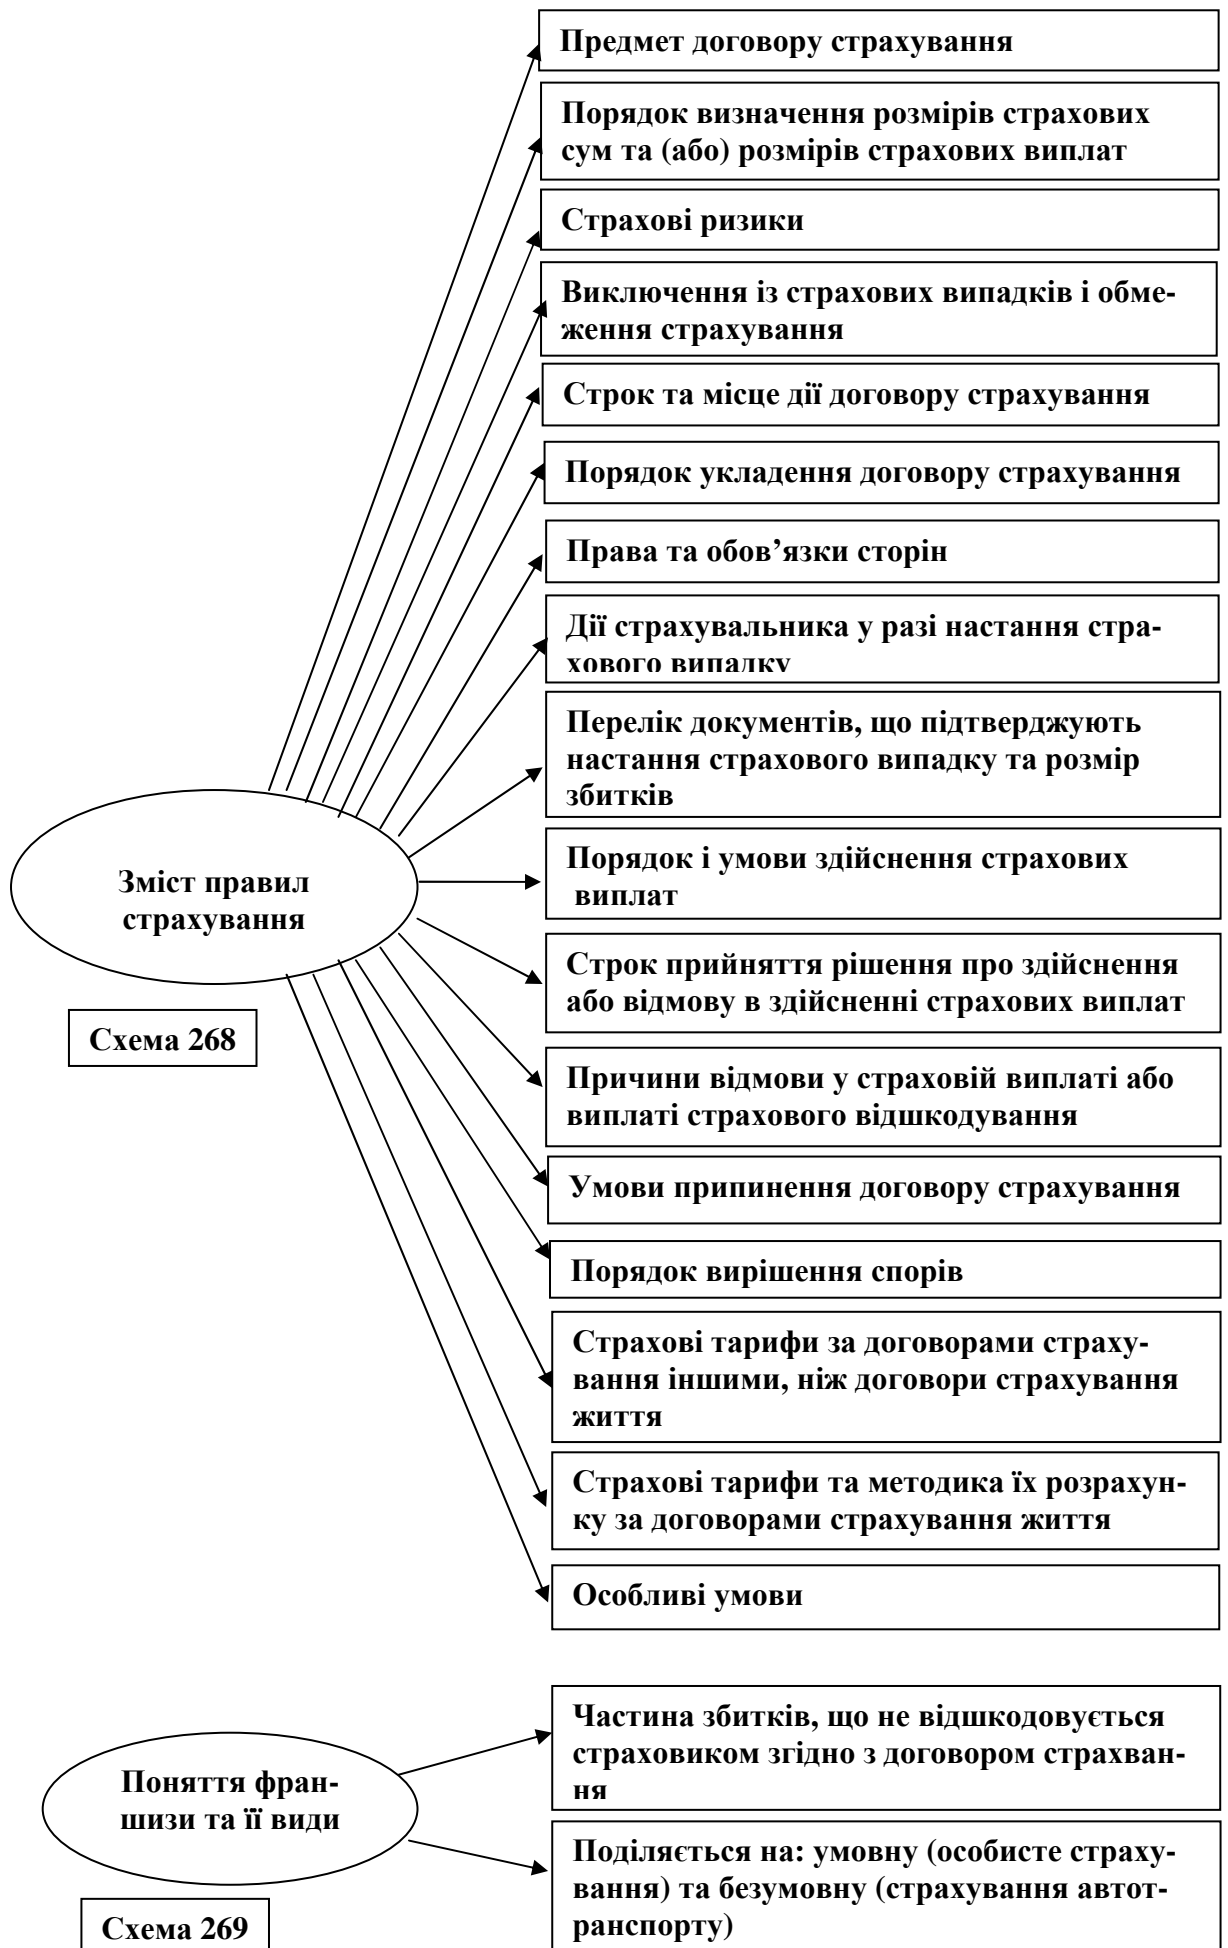 Предмет договору страхування
Порядок визначення розмірів страхових
сум та (або) розмірів страхових виплат
Страхові ризики
Виключення із страхових випадків і обме-
ження страхування
Строк та місце дії договору страхування
Порядок укладення договору страхування
Права та обов’язки сторін
Дії страхувальника у разі настання стра-
хового випадку
Перелік документів, що підтверджують
настання страхового випадку та розмір
збитків
Порядок і умови здійснення страхових
виплат
Зміст правил
страхування
Строк прийняття рішення про здійснення
або відмову в здійсненні страхових виплат
Схема 268
Причини відмови у страховій виплаті або
виплаті страхового відшкодування
Умови припинення договору страхування
Порядок вирішення спорів
Страхові тарифи за договорами страху-
вання іншими, ніж договори страхування
життя
Страхові тарифи та методика їх розрахун-
ку за договорами страхування життя
Особливі умови
Частина збитків, що не відшкодовується
страховиком згідно з договором страхван-
ня
Поняття фран-
шизи та її види
Поділяється на: умовну (особисте страху-
вання) та безумовну (страхування автот-
ранспорту)
Схема 269